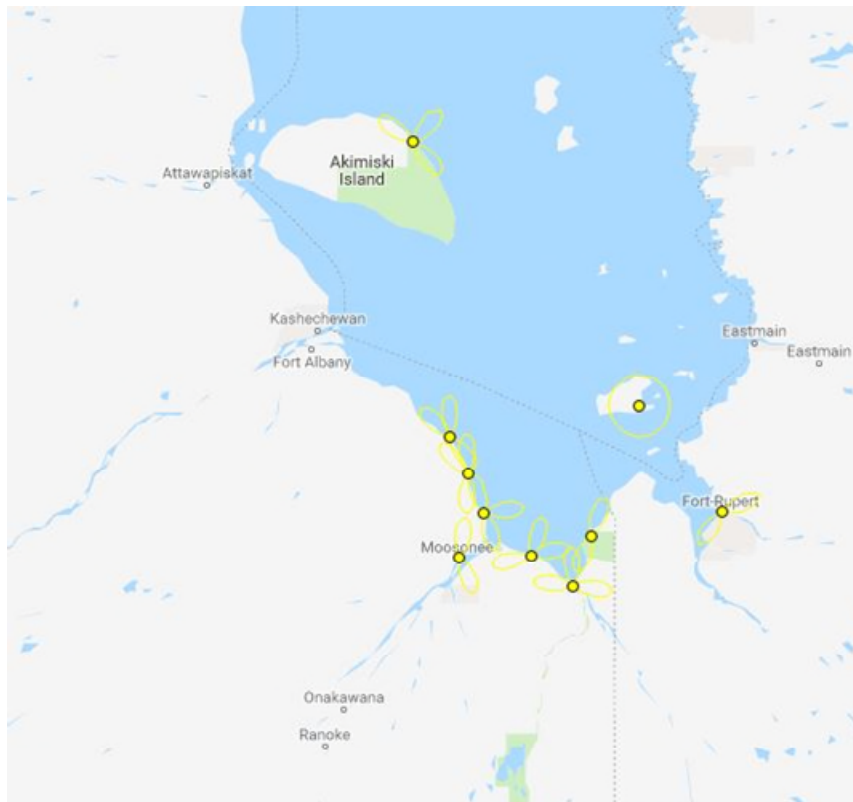 Akimiski
Island
Attawapiskat
Kashechewan
Fort Albany
Eastmain
Eastmain
Fort-Rupert
Moosonee
Onakawana
Ranoke